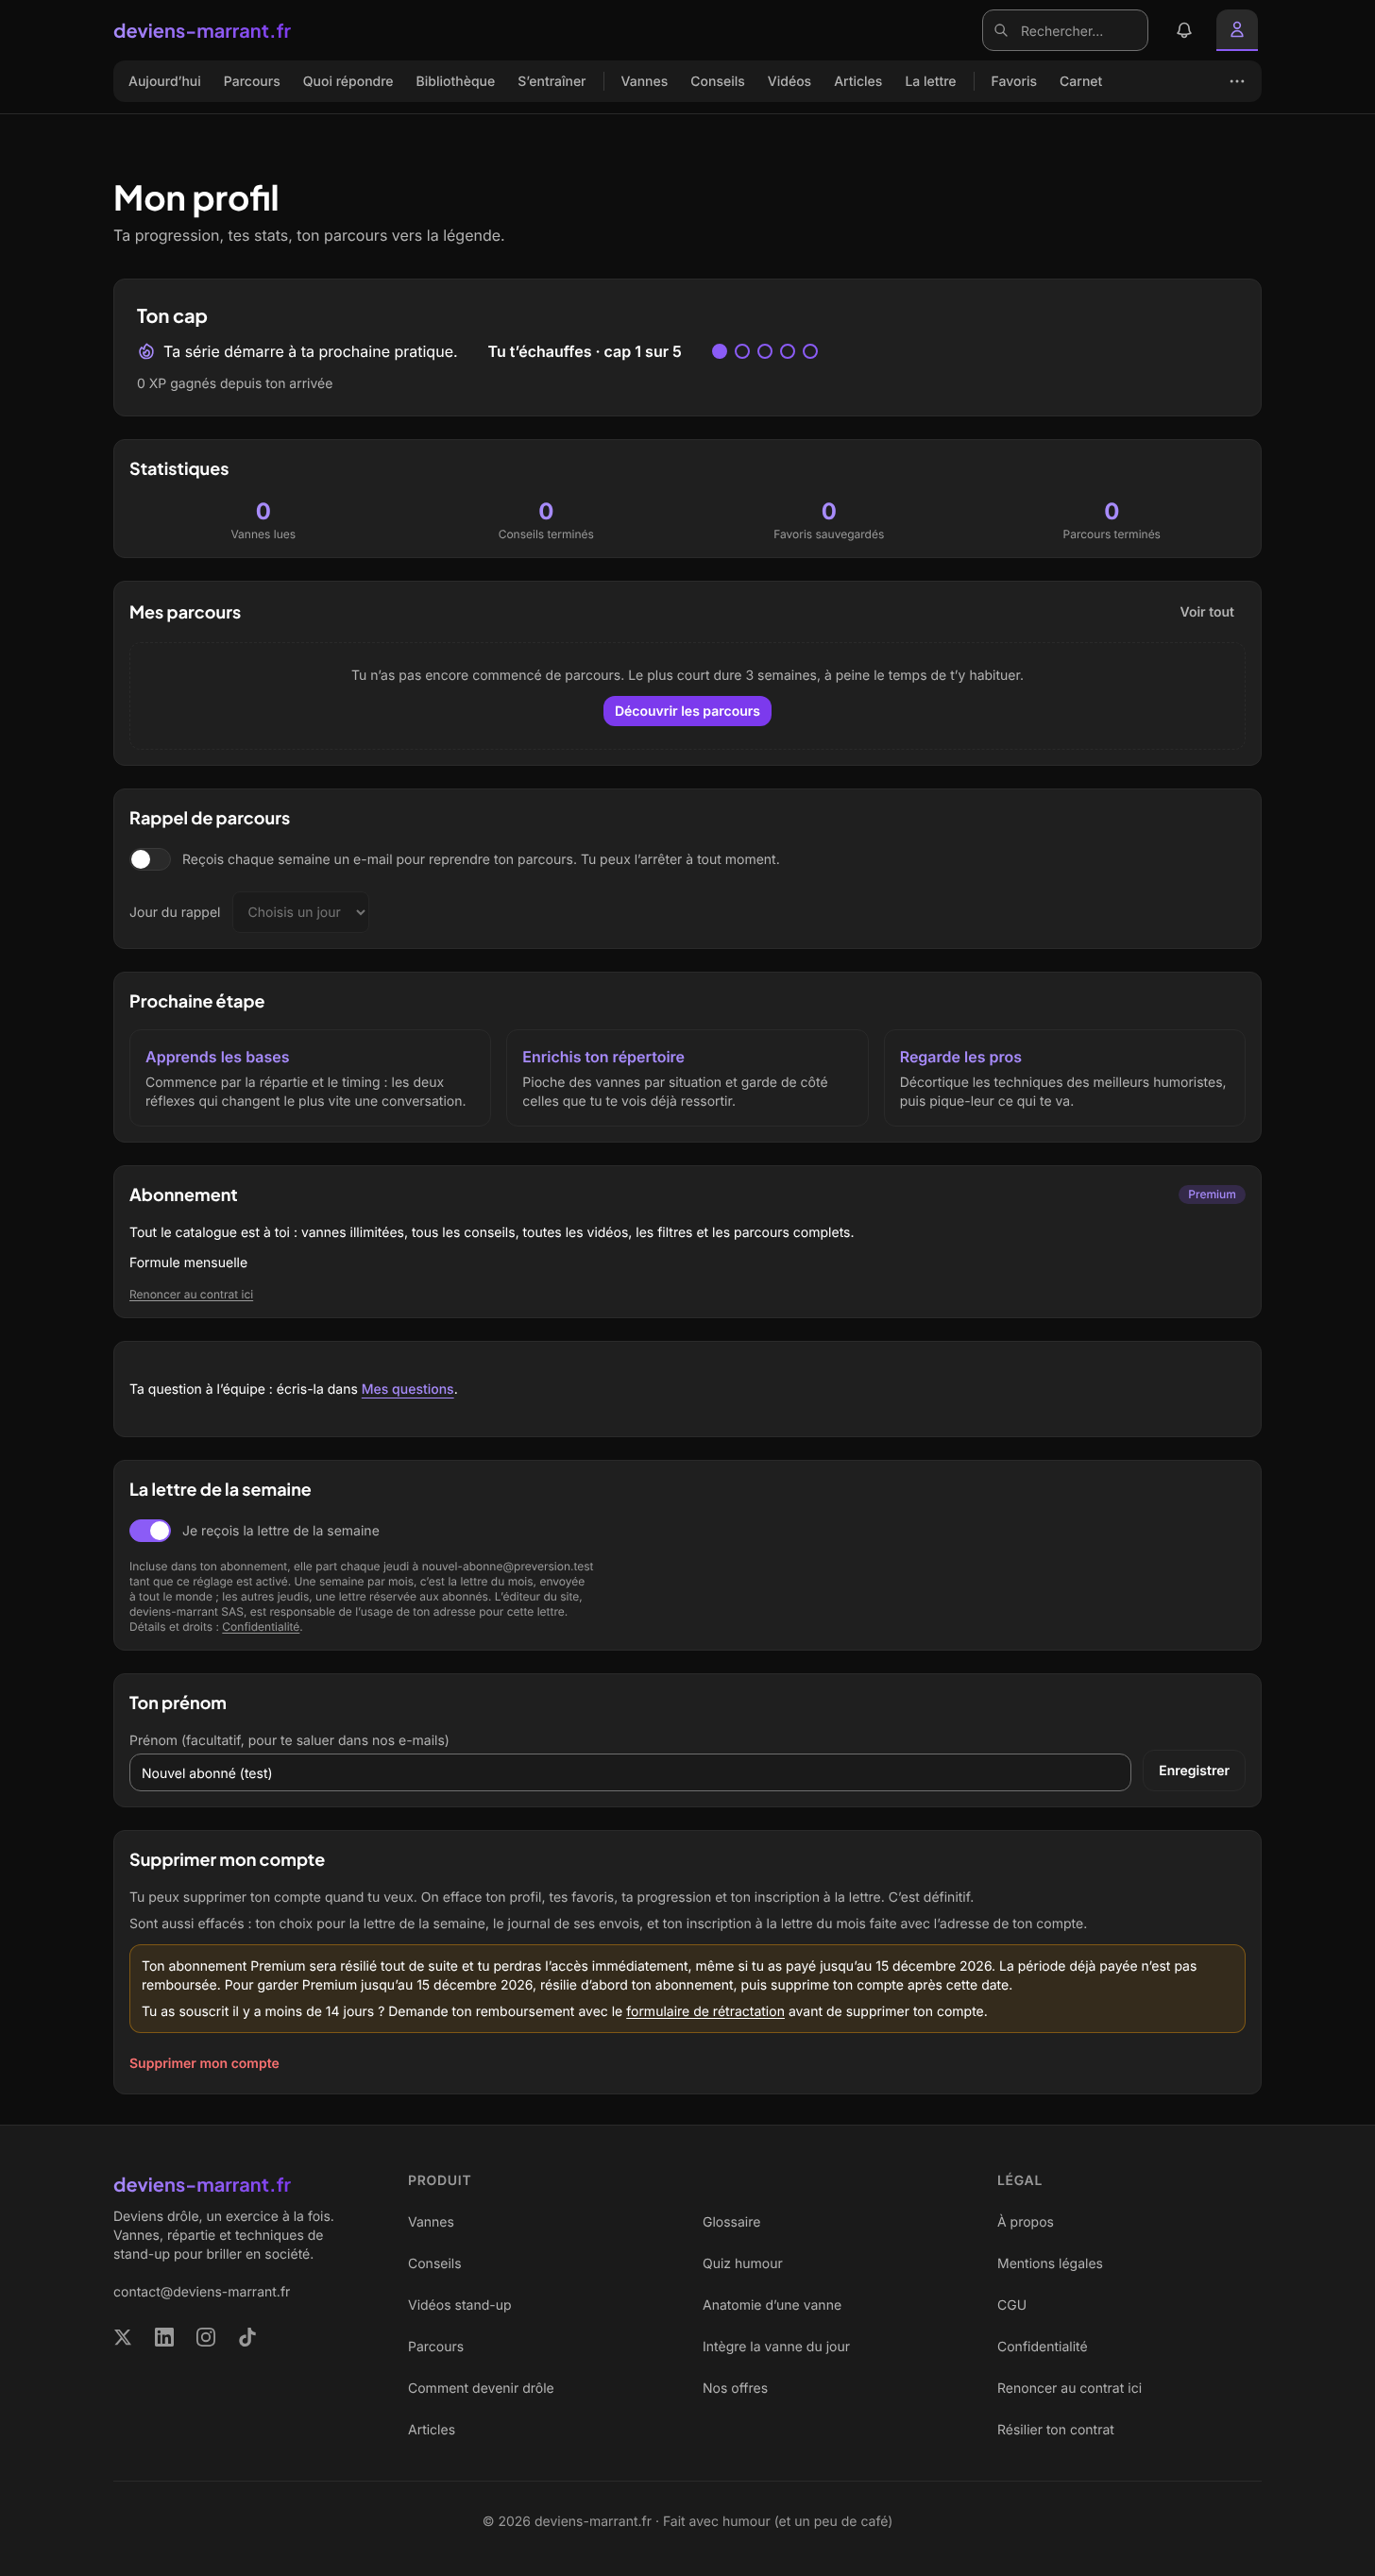 deviens-marrant.fr
Rechercher...
Aujourd’hui
Parcours
Quoi répondre
Bibliothèque
S’entraîner
Vannes
Conseils
Vidéos
Articles
La lettre
Favoris
Carnet
Mon profil
Ta progression, tes stats, ton parcours vers la légende.
Ton cap
Ta série démarre à ta prochaine pratique.
Tu t’échauffes · cap 1 sur 5
0 XP gagnés depuis ton arrivée
Statistiques
0
Vannes lues
0
Conseils terminés
0
Favoris sauvegardés
0
Parcours terminés
Mes parcours
Voir tout
Tu n’as pas encore commencé de parcours. Le plus court dure 3 semaines, à peine le temps de t’y habituer.
Découvrir les parcours
Rappel de parcours
Reçois chaque semaine un e-mail pour reprendre ton parcours. Tu peux l’arrêter à tout moment.
Jour du rappel
Choisis un jour
Prochaine étape
Apprends les bases
Commence par la répartie et le timing : les deux
réflexes qui changent le plus vite une conversation.
Enrichis ton répertoire
Pioche des vannes par situation et garde de côté
celles que tu te vois déjà ressortir.
Regarde les pros
Décortique les techniques des meilleurs humoristes,
puis pique-leur ce qui te va.
Abonnement
Premium
Tout le catalogue est à toi : vannes illimitées, tous les conseils, toutes les vidéos, les filtres et les parcours complets.
Formule mensuelle
Renoncer au contrat ici
Ta question à l’équipe : écris-la dans Mes questions.
La lettre de la semaine
Je reçois la lettre de la semaine
Incluse dans ton abonnement, elle part chaque jeudi à nouvel-abonne@preversion.test
tant que ce réglage est activé. Une semaine par mois, c’est la lettre du mois, envoyée
à tout le monde ; les autres jeudis, une lettre réservée aux abonnés. L’éditeur du site,
deviens-marrant SAS, est responsable de l’usage de ton adresse pour cette lettre.
Détails et droits : Confidentialité.
Ton prénom
Prénom (facultatif, pour te saluer dans nos e-mails)
Nouvel abonné (test)
Enregistrer
Supprimer mon compte
Tu peux supprimer ton compte quand tu veux. On efface ton profil, tes favoris, ta progression et ton inscription à la lettre. C’est définitif.
Sont aussi effacés : ton choix pour la lettre de la semaine, le journal de ses envois, et ton inscription à la lettre du mois faite avec l’adresse de ton compte.
Ton abonnement Premium sera résilié tout de suite et tu perdras l’accès immédiatement, même si tu as payé jusqu’au 15 décembre 2026. La période déjà payée n’est pas
remboursée. Pour garder Premium jusqu’au 15 décembre 2026, résilie d’abord ton abonnement, puis supprime ton compte après cette date.
Tu as souscrit il y a moins de 14 jours ? Demande ton remboursement avec le formulaire de rétractation avant de supprimer ton compte.
Supprimer mon compte
deviens-marrant.fr
Deviens drôle, un exercice à la fois.
Vannes, répartie et techniques de
stand-up pour briller en société.
contact@deviens-marrant.fr
PRODUIT
Vannes
Conseils
Vidéos stand-up
Parcours
Comment devenir drôle
Articles
Glossaire
Quiz humour
Anatomie d’une vanne
Intègre la vanne du jour
Nos offres
LÉGAL
À propos
Mentions légales
CGU
Confidentialité
Renoncer au contrat ici
Résilier ton contrat
© 2026 deviens-marrant.fr · Fait avec humour (et un peu de café)